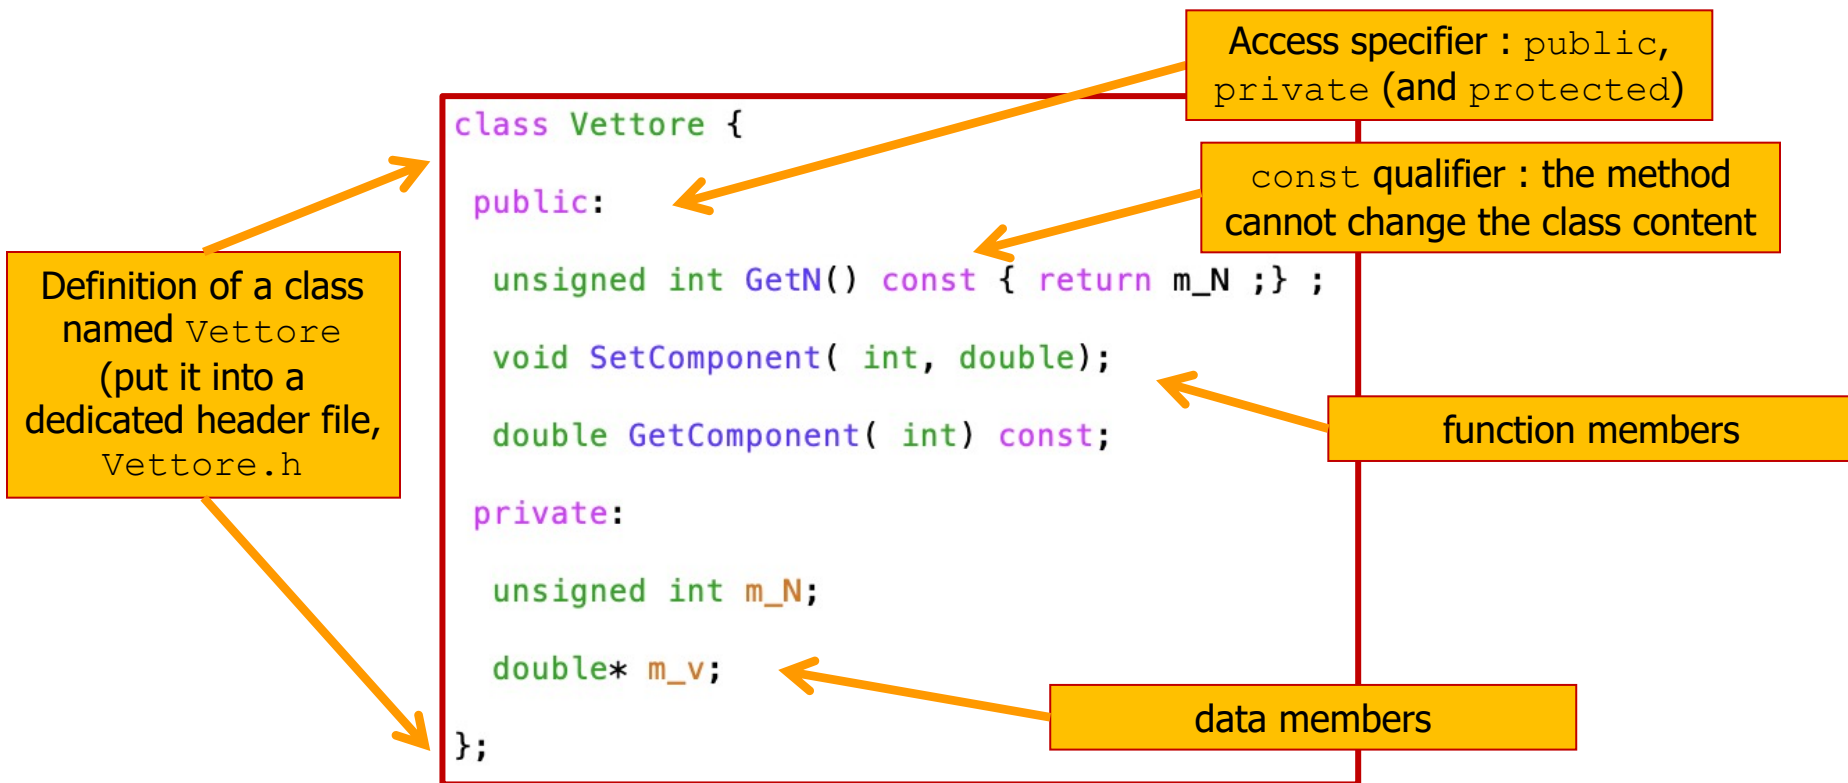 Access specifier : public,
private (and protected)
class Vettore {
public:
const qualifier : the method
cannot change the class content
unsigned int GetN() const { return m_N ;} ;
Definition of a class
named Vettore
(put it into a
dedicated header file,
Vettore.h
void SetComponent( int, double);
double GetComponent( int) const;
function members
private:
unsigned int m_N;
double* m_v;
data members
};